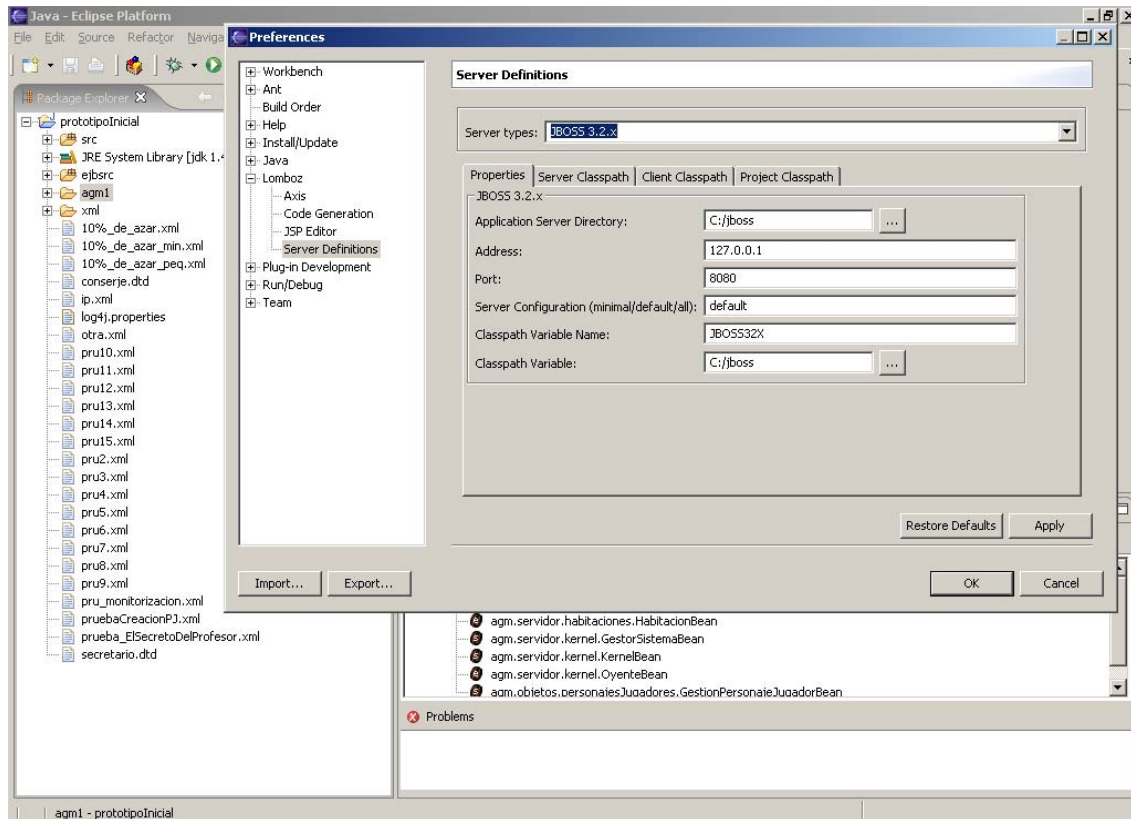 Java - Eclipse Platform
File Edit Source Refactor Naviga
Package Explorer
prototipoInicial
src
JRE System Library [jdk 1.4
ejbsrc
agm1
xml
10%_de_azar.xml
10%_de_azar_min.xml
10%_de_azar_peq.xml
conserje.dtd
ip.xml
log4j.properties
otra.xml
pru10.xml
pru11.xml
pru12.xml
pru13.xml
pru14.xml
pru15.xml
pru2.xml
pru3.xml
pru4.xml
pru5.xml
pru6.xml
pru7.xml
pru8.xml
pru9.xml
pru_monitorizacion.xml
pruebaCreacionPJ.xml
prueba_ElSecretoDelProfesor.xml
secretario.dtd
Preferences
Workbench
Ant
Build Order
Help
Install/Update
Java
Lomboz
Axis
Code Generation
JSP Editor
Server Definitions
Plug-in Development
Run/Debug
Team
Server Definitions
Server types: JBOSS 3.2.x
Properties Server Classpath Client Classpath Project Classpath
JBOSS 3.2.x
Application Server Directory: C:/jboss ...
Address: 127.0.0.1
Port: 8080
Server Configuration (minimal/default/all): default
Classpath Variable Name: JBOSS32X
Classpath Variable: C:/jboss ...
Restore Defaults Apply
Import... Export... OK Cancel
agm.servidor.habitaciones.HabitacionBean
agm.servidor.kernel.GestorSistemaBean
agm.servidor.kernel.KernelBean
agm.servidor.kernel.OyenteBean
agm.objetos.personajesJugadores.GestionPersonajeJugadorBean
Problems
agm1 - prototipoInicial